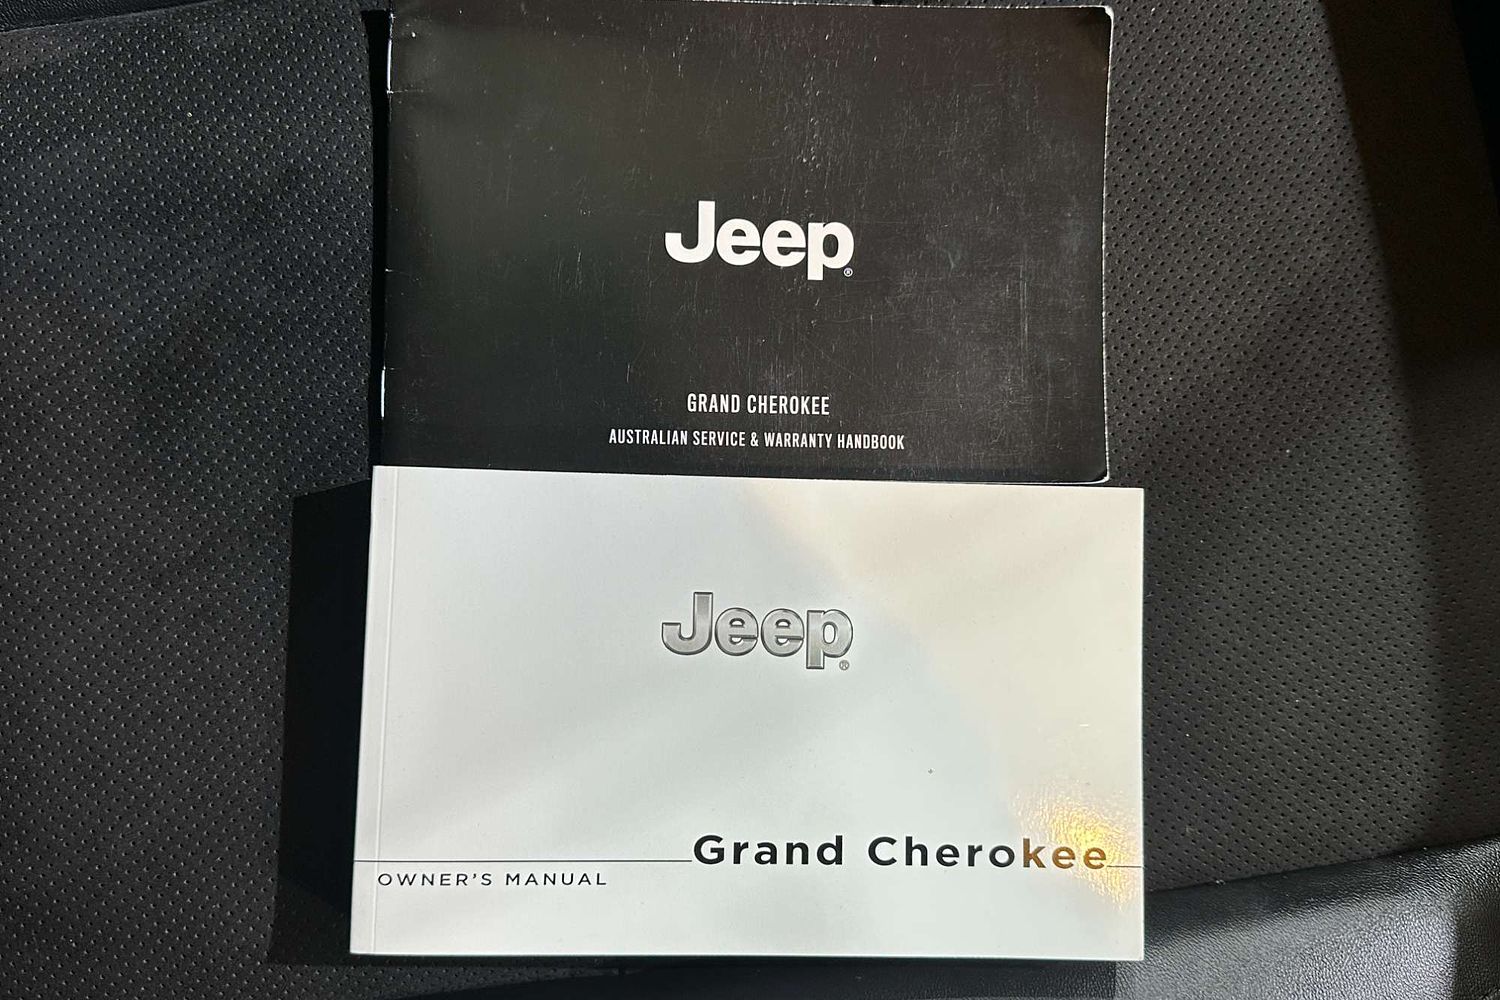 Jeep®
GRAND CHEROKEE
AUSTRALIAN SERVICE & WARRANTY HANDBOOK
Jeep®
Grand Cherokee
OWNER'S MANUAL